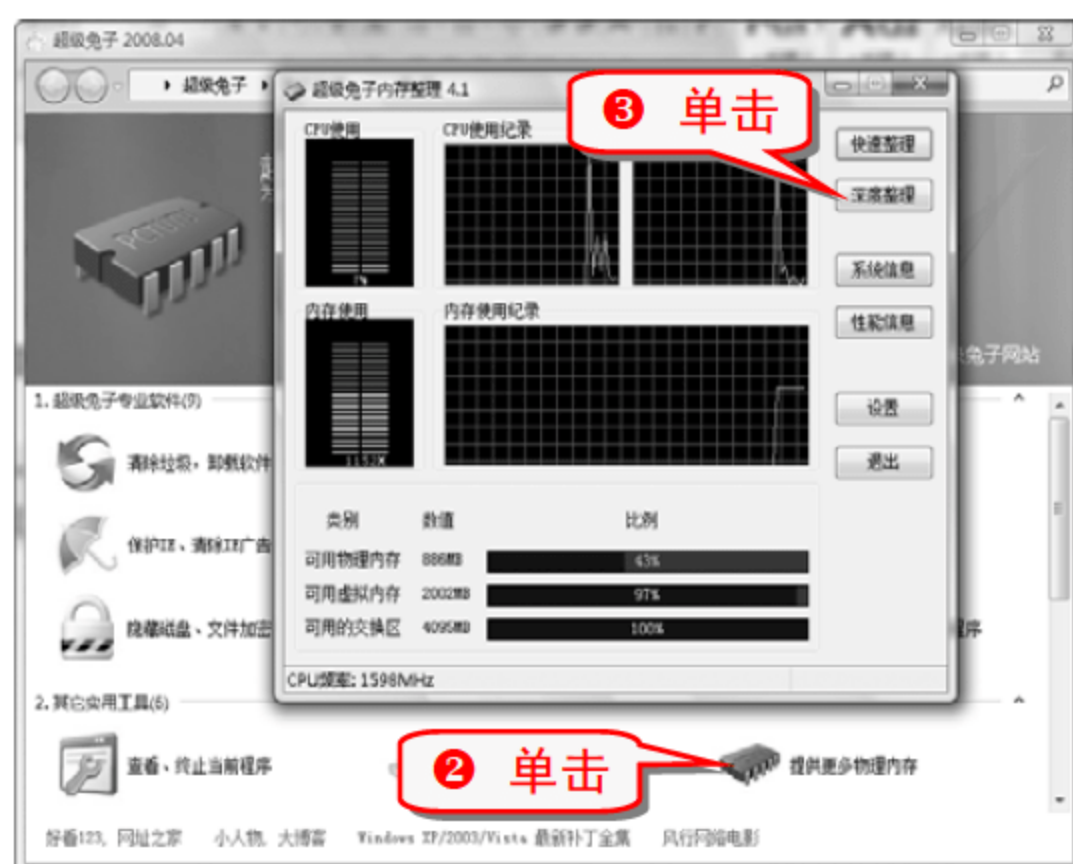 超级兔子 2008.04
超级兔子
超级兔子内存整理 4.1
❸ 单击
CPU使用
CPU使用纪录
快速整理
深度整理
PCTUTU
系统信息
内存使用
内存使用纪录
性能信息
兔子网站
1.超级兔子专业软件(9)
设置
清除垃圾，卸载软件
1153M
退出
类别 数值 比例
保护IE、清除IE广告
可用物理内存 886MB 43%
可用虚拟内存 2002MB 97%
隐藏磁盘、文件加密
可用的交换区 4095MB 100%
程序
CPU频率: 1598MHz
2.其它实用工具(6)
查看、终止当前程序
❷ 单击
提供更多物理内存
好看123, 网址之家 小人物, 大博客 Windows XP/2003/Vista 最新补丁全集 风行网络电影